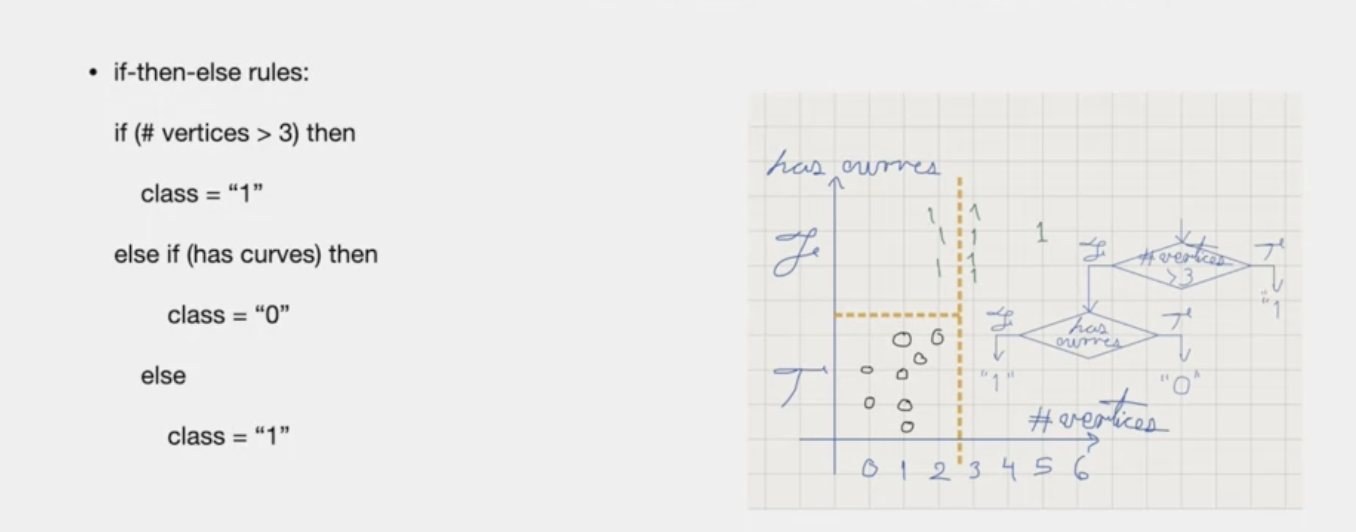 • if-then-else rules:
if (# vertices > 3) then
class = “1”
else if (has curves) then
class = “0”
else
class = “1”
has curves
F
T
1 1
1 1 1
1 1
1
0 0
0
0 0
0 0
0
0 1 2 3 4 5 6
# vertices
# vertices
> 3
F T
"1
has
curves
F T
"1" "0"